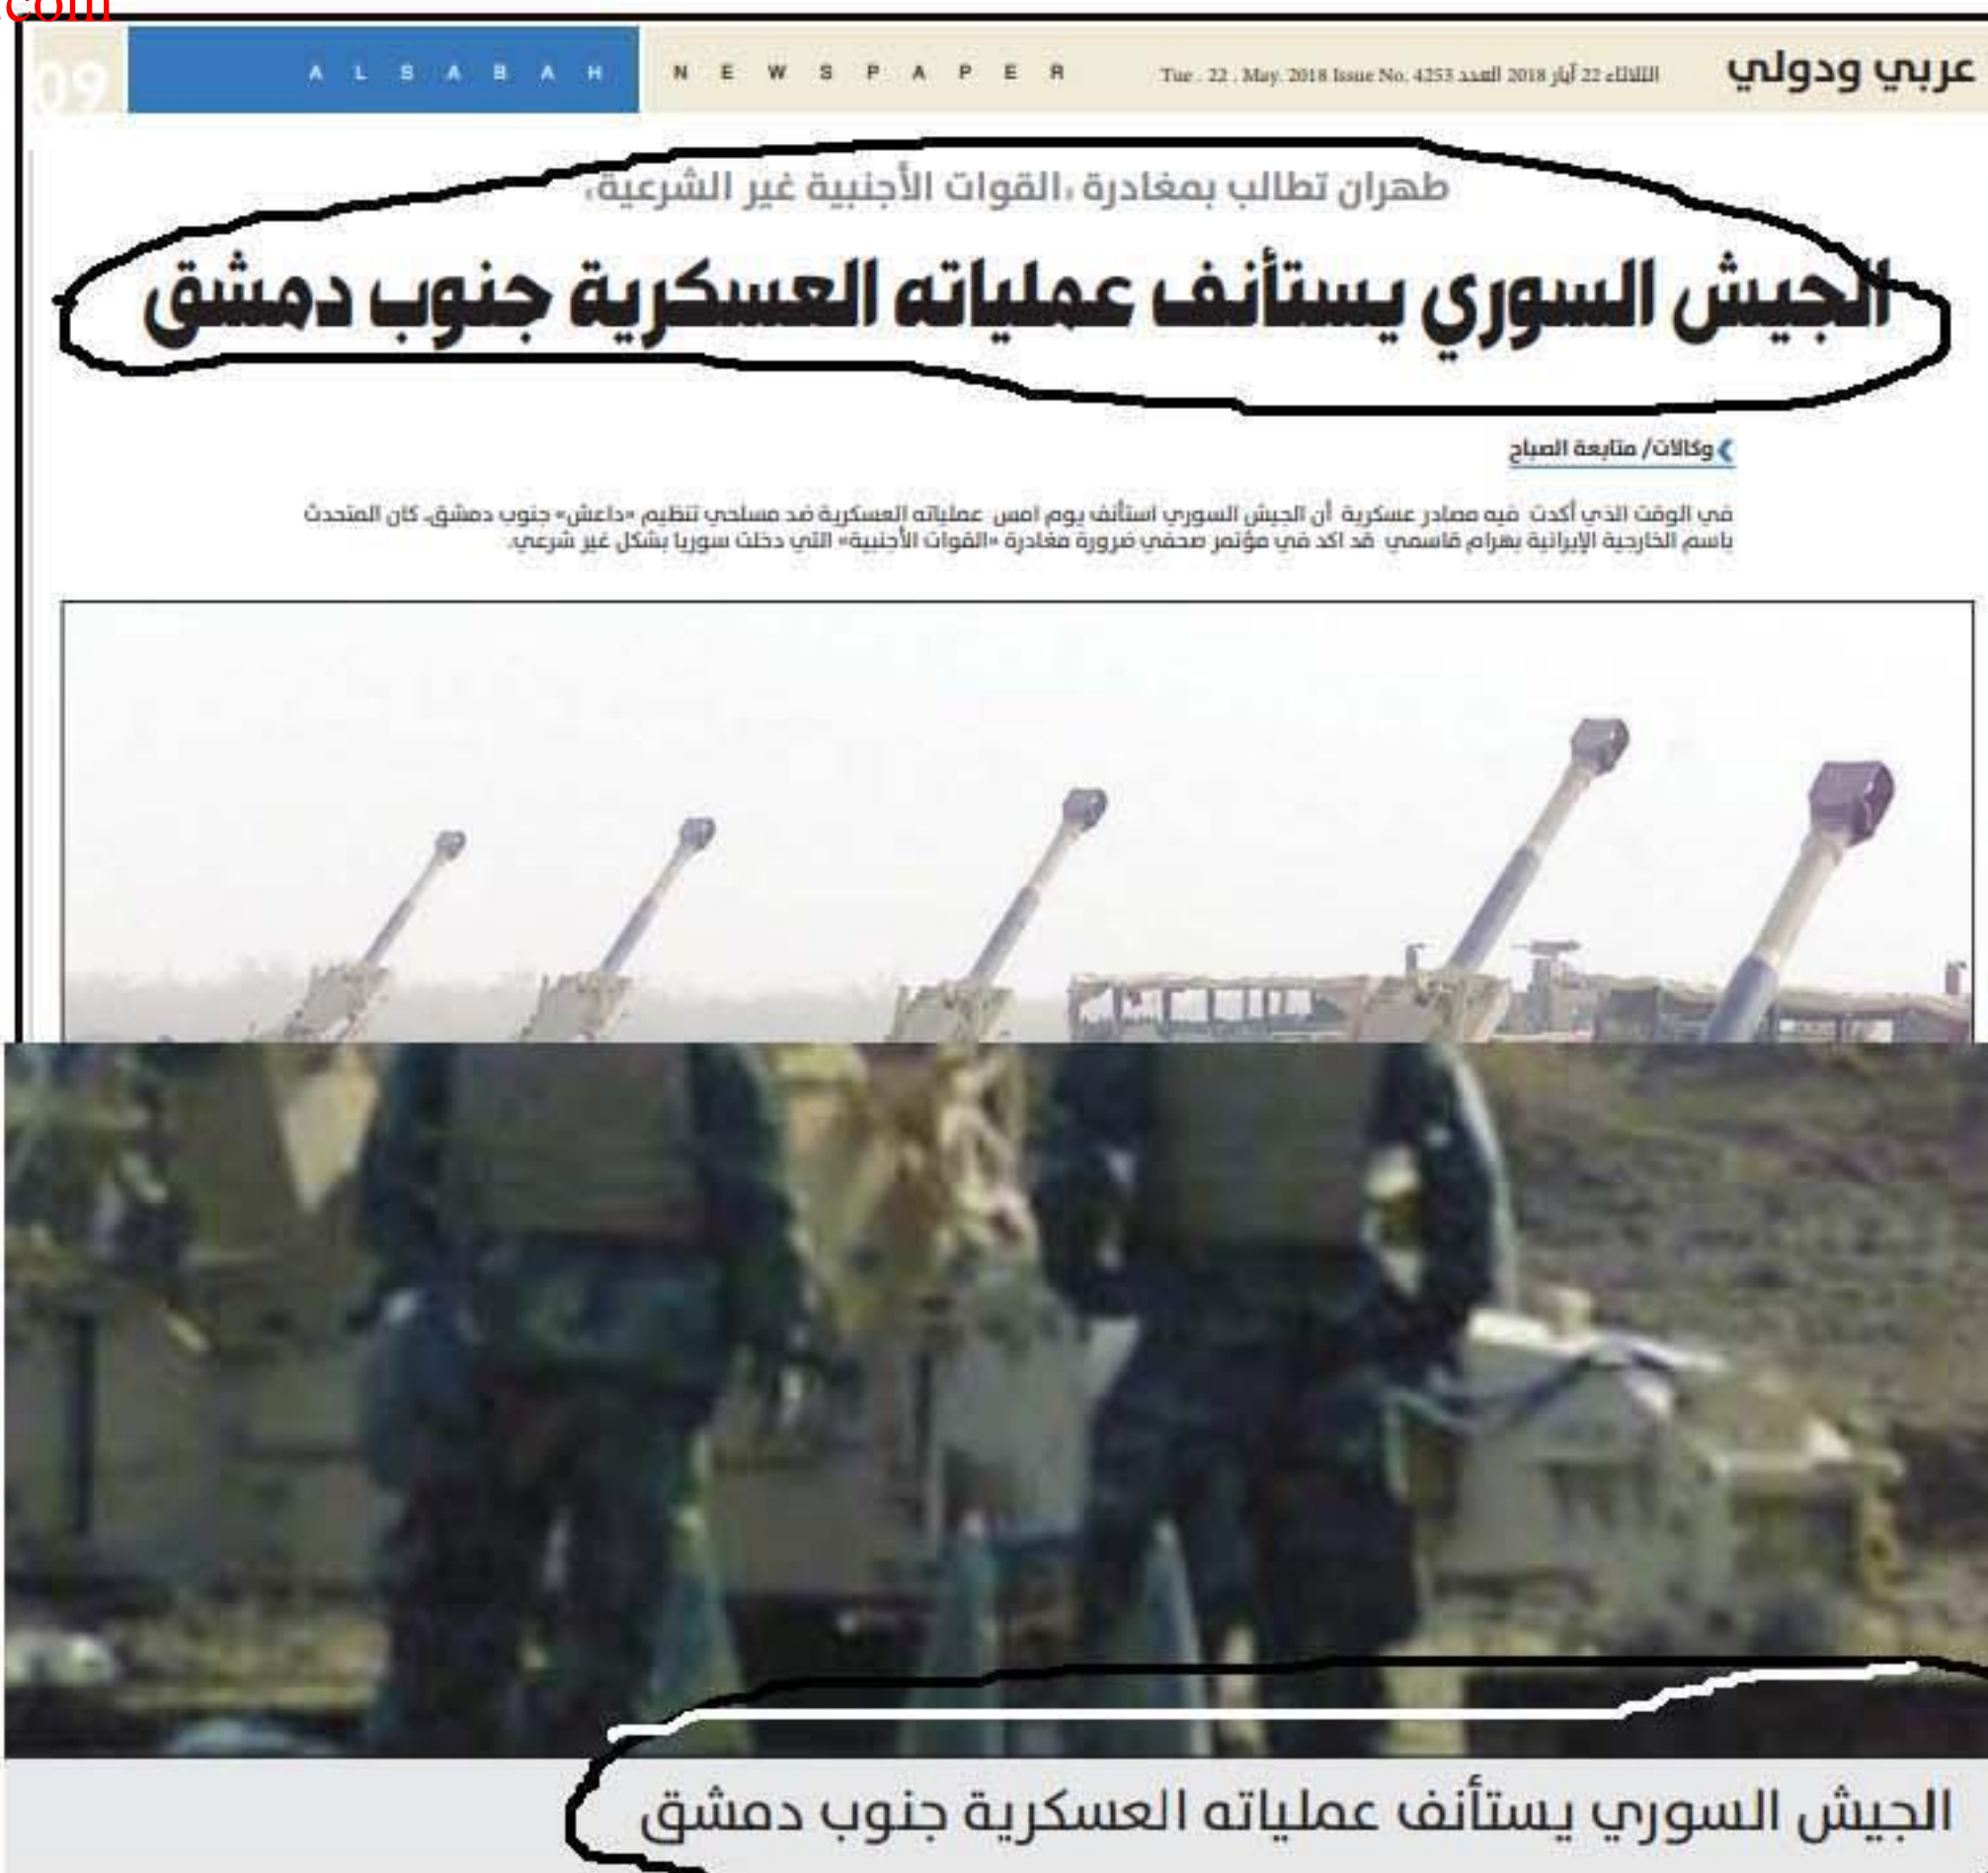 com
عربي ودولي
الثلاثاء 22 أيار 2018 العدد 4253 Tue . 22 . May. 2018 Issue No.
NEWSPAPER
ALSABAH
09
طهران تطالب بمغادرة ،القوات الأجنبية غير الشرعية،
الجيش السوري يستأنف عملياته العسكرية جنوب دمشق
وكالات/ متابعة الصباح
في الوقت الذي أكدت فيه مصادر عسكرية أن الجيش السوري استأنف يوم امس عملياته العسكرية ضد مسلحي تنظيم «داعش» جنوب دمشق، كان المتحدث
باسم الخارجية الإيرانية بهرام قاسمي قد اكد في مؤتمر صحفي ضرورة مغادرة «القوات الأجنبية» التي دخلت سوريا بشكل غير شرعي.
الجيش السوري يستأنف عملياته العسكرية جنوب دمشق